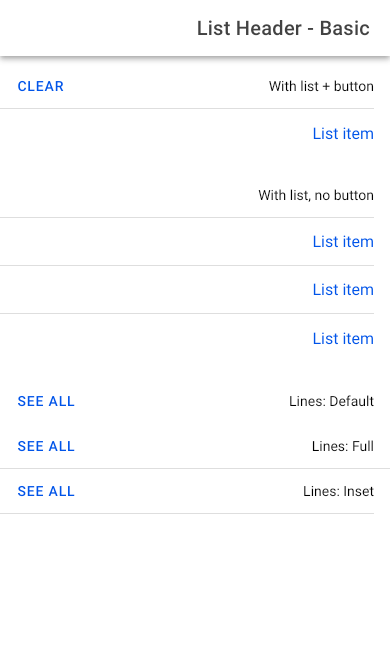 List Header - Basic
With list + button CLEAR
List item
With list, no button
List item
List item
List item
Lines: Default SEE ALL
Lines: Full SEE ALL
Lines: Inset SEE ALL